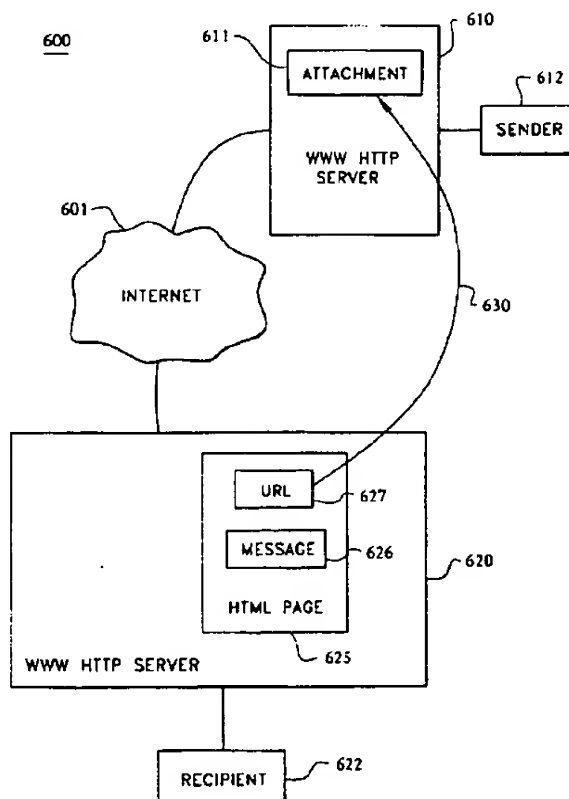 600
611
610
ATTACHMENT
612
SENDER
WWW HTTP
SERVER
601
INTERNET
630
URL
627
MESSAGE
626
620
HTML PAGE
625
WWW HTTP SERVER
622
RECIPIENT